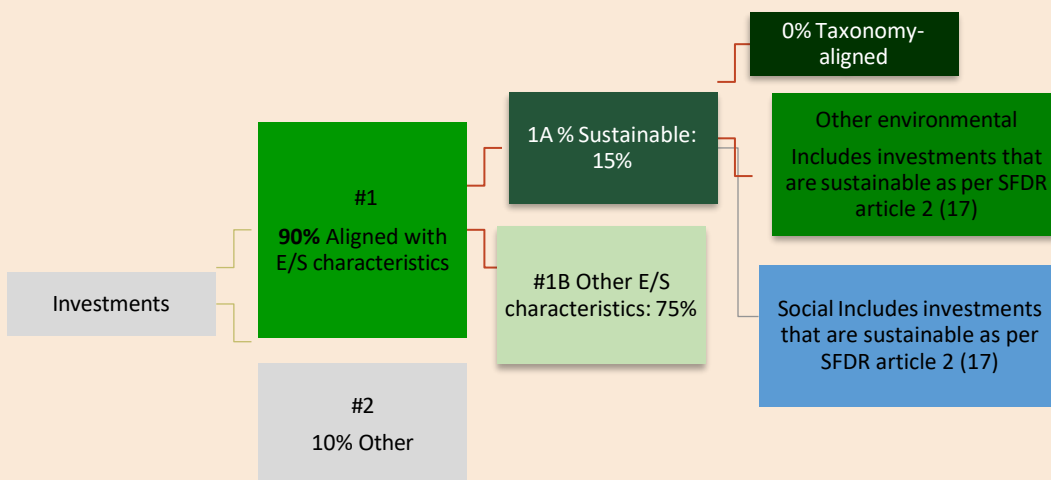 Investments
#1
90% Aligned with
E/S characteristics
#2
10% Other
1A % Sustainable:
15%
#1B Other E/S
characteristics: 75%
0% Taxonomy-
aligned
Other environmental
Includes investments that
are sustainable as per SFDR
article 2 (17)
Social Includes investments
that are sustainable as per
SFDR article 2 (17)